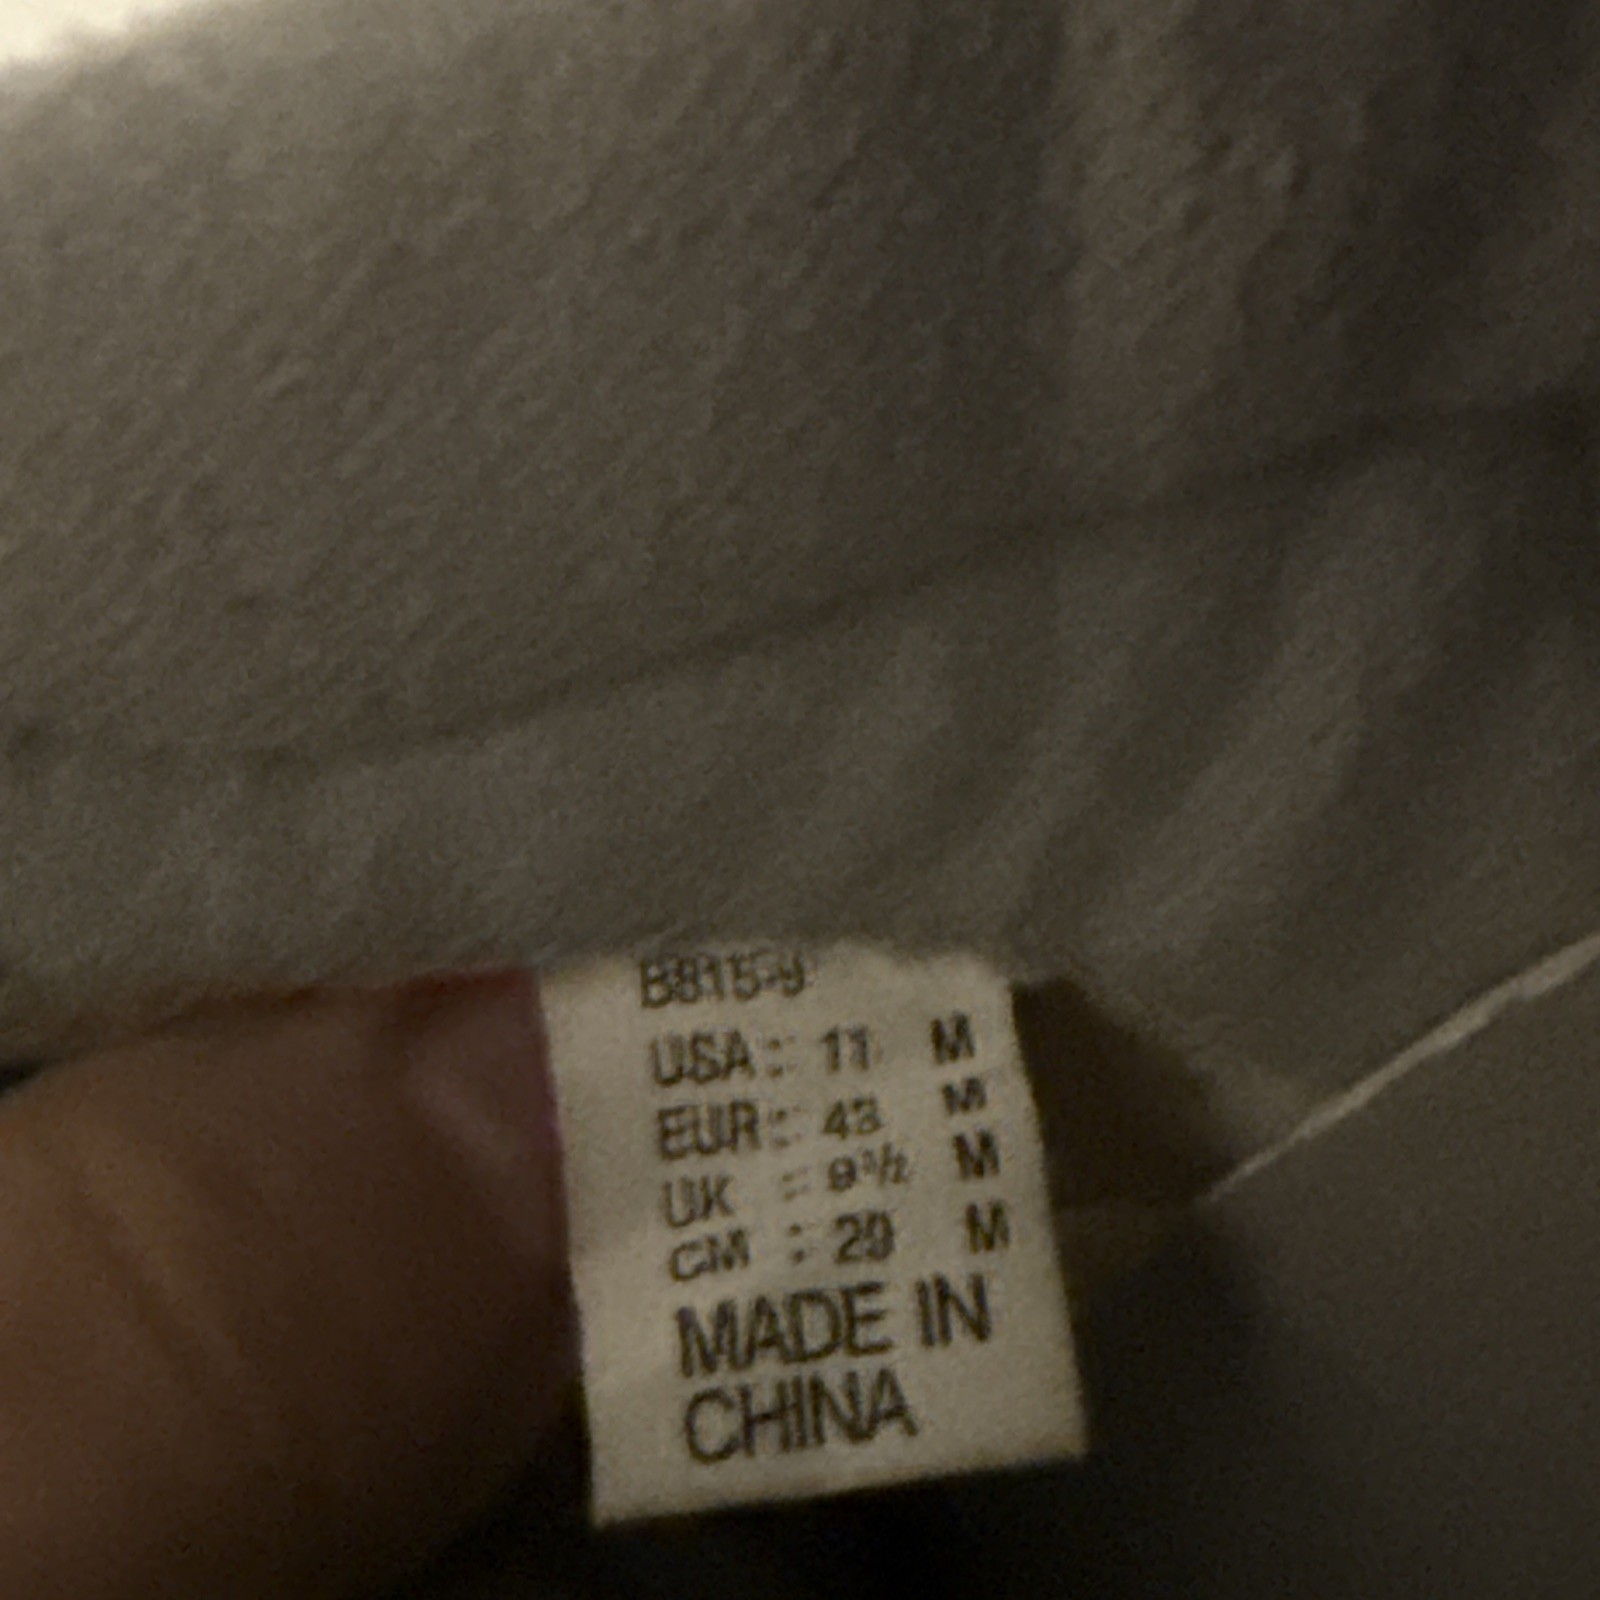 B815-9
USA : 11 M
EUR : 43 M
UK : 9½ M
CM : 29 M
MADE IN
CHINA